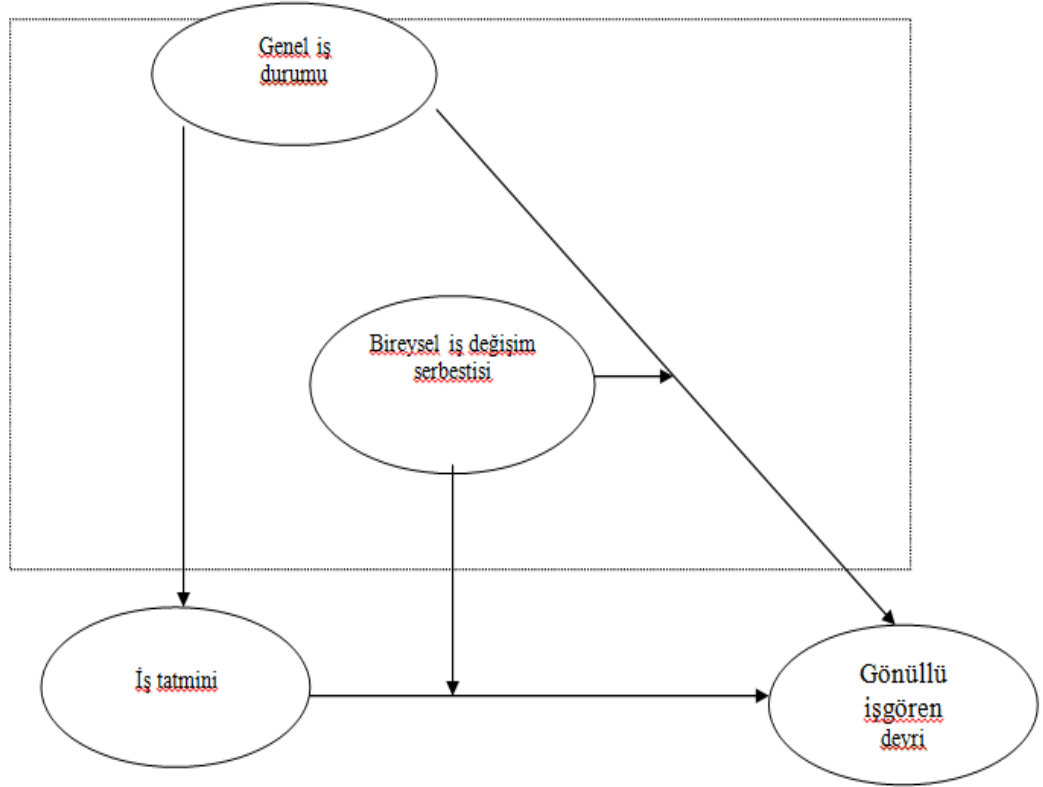 Genel iş
durumu
Bireysel iş değişim
serbestisi
İş tatmini
Gönüllü
işgören
devri